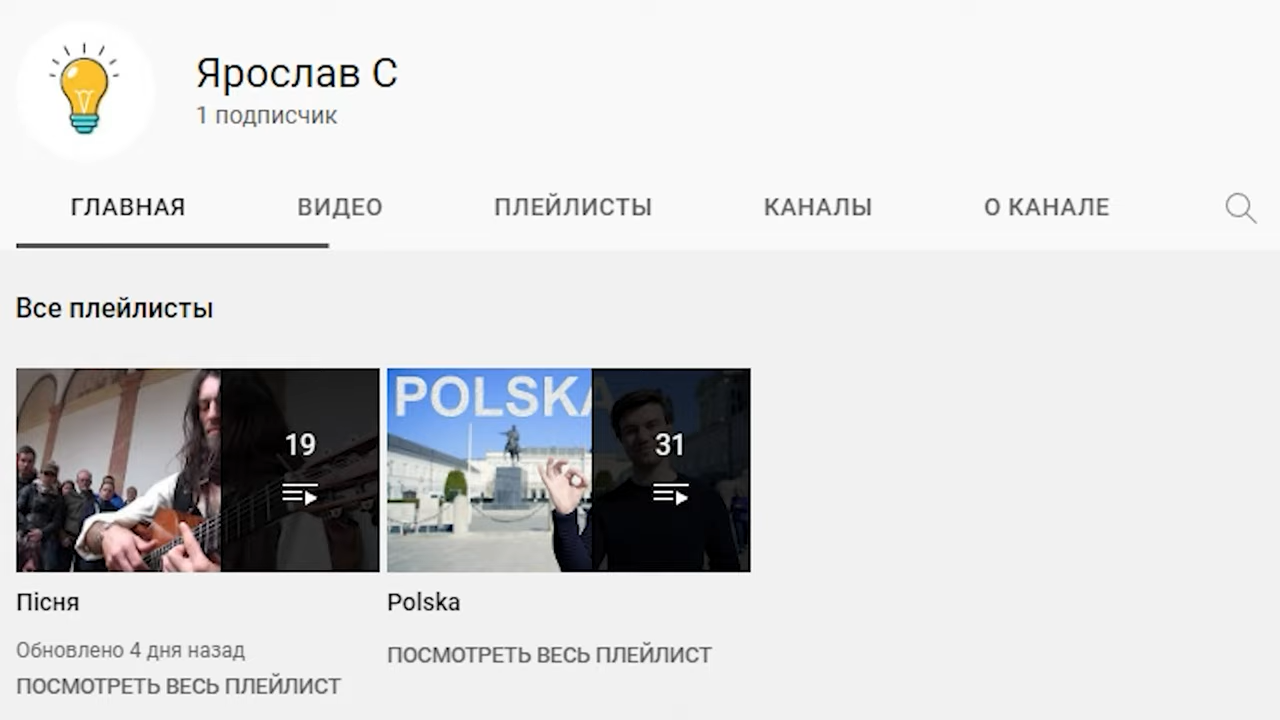 Ярослав С
1 подписчик
ГЛАВНАЯ ВИДЕО ПЛЕЙЛИСТЫ КАНАЛЫ О КАНАЛЕ
Все плейлисты
19
POLSKA
31
Пісня
Polska
Обновлено 4 дня назад
ПОСМОТРЕТЬ ВЕСЬ ПЛЕЙЛИСТ
ПОСМОТРЕТЬ ВЕСЬ ПЛЕЙЛИСТ